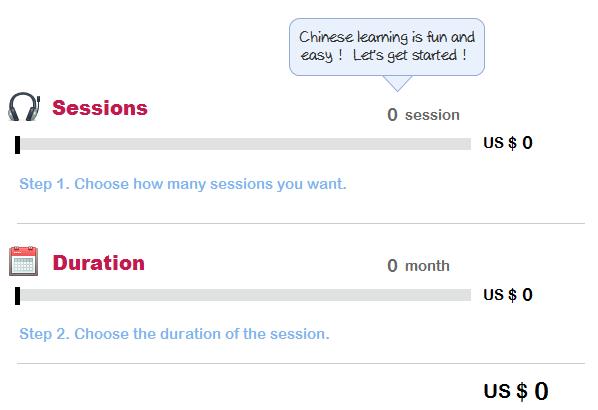 Chinese learning is fun and
easy！ Let's get started！
Sessions
0 session
US $ 0
Step 1. Choose how many sessions you want.
Duration
0 month
US $ 0
Step 2. Choose the duration of the session.
US $ 0